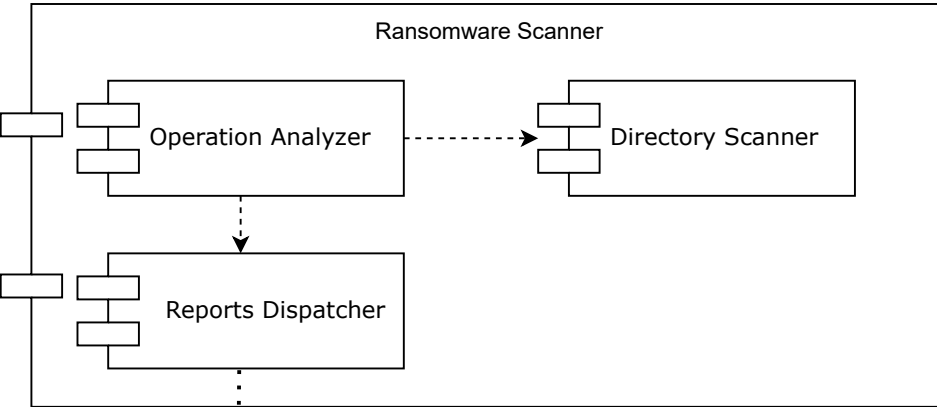 Ransomware Scanner
Operation Analyzer
Directory Scanner
Reports Dispatcher